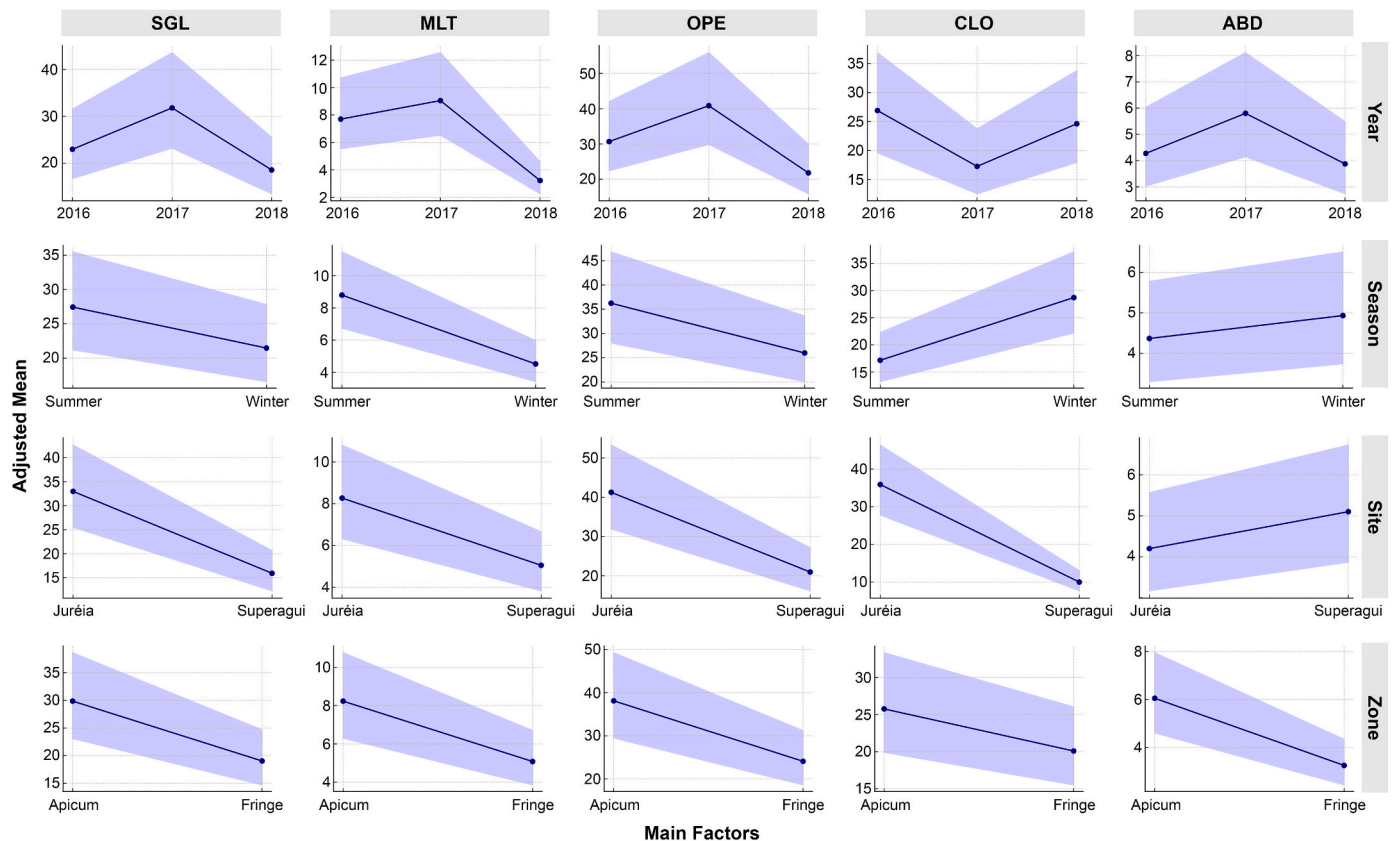 SGL MLT OPE CLO ABD
40 30 20
2016 2017 2018
12 10 8 6 4 2
2016 2017 2018
50 40 30 20
2016 2017 2018
35 30 25 20 15
2016 2017 2018
8 7 6 5 4 3
2016 2017 2018
Year
35 30 25 20
Summer Winter
10 8 6 4
Summer Winter
45 40 35 30 25 20
Summer Winter
35 30 25 20 15
Summer Winter
6 5 4
Summer Winter
Season
Adjusted Mean
40 35 30 25 20 15
Juréia Superagui
10 8 6 4
Juréia Superagui
50 40 30 20
Juréia Superagui
40 30 20 10
Juréia Superagui
6 5 4
Juréia Superagui
Site
35 30 25 20 15
Apicum Fringe
10 8 6 4
Apicum Fringe
50 40 30 20
Apicum Fringe
30 25 20 15
Apicum Fringe
8 6 4
Apicum Fringe
Zone
Main Factors